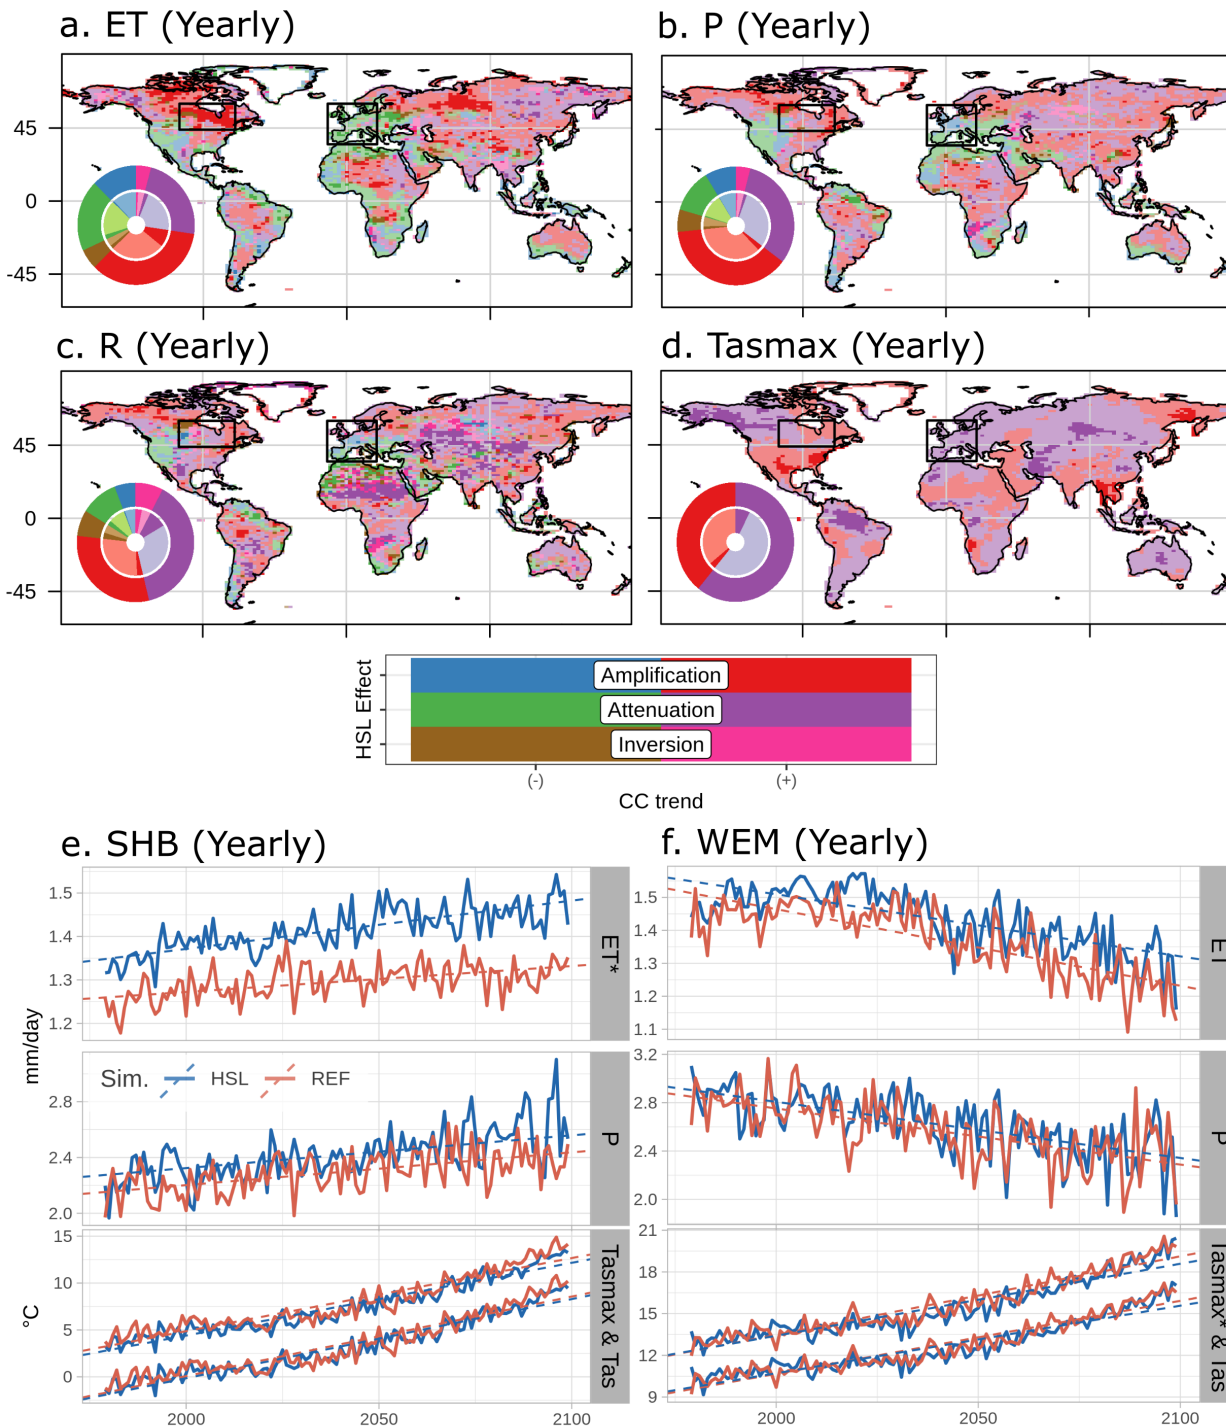 a. ET (Yearly)
b. P (Yearly)
45
0
-45
c. R (Yearly)
d. Tasmax (Yearly)
45
0
-45
HSL Effect
Amplification
Attenuation
Inversion
(-)
(+)
CC trend
e. SHB (Yearly)
f. WEM (Yearly)
mm/day
1.5
1.4
1.3
1.2
ET*
1.5
1.4
1.3
1.2
1.1
ET
Sim.
HSL
REF
2.8
2.4
2.0
P
3.2
2.8
2.4
2.0
P
°C
15
10
5
0
Tasmax & Tas
21
18
15
12
9
Tasmax* & Tas
2000
2050
2100
2000
2050
2100